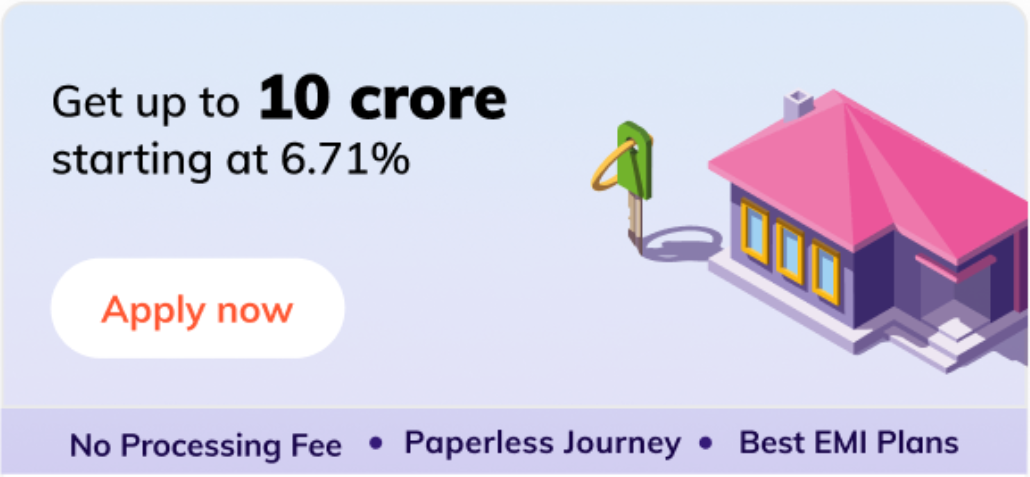 Get up to 10 crore
starting at 6.71%
Apply now
No Processing Fee • Paperless Journey • Best EMI Plans